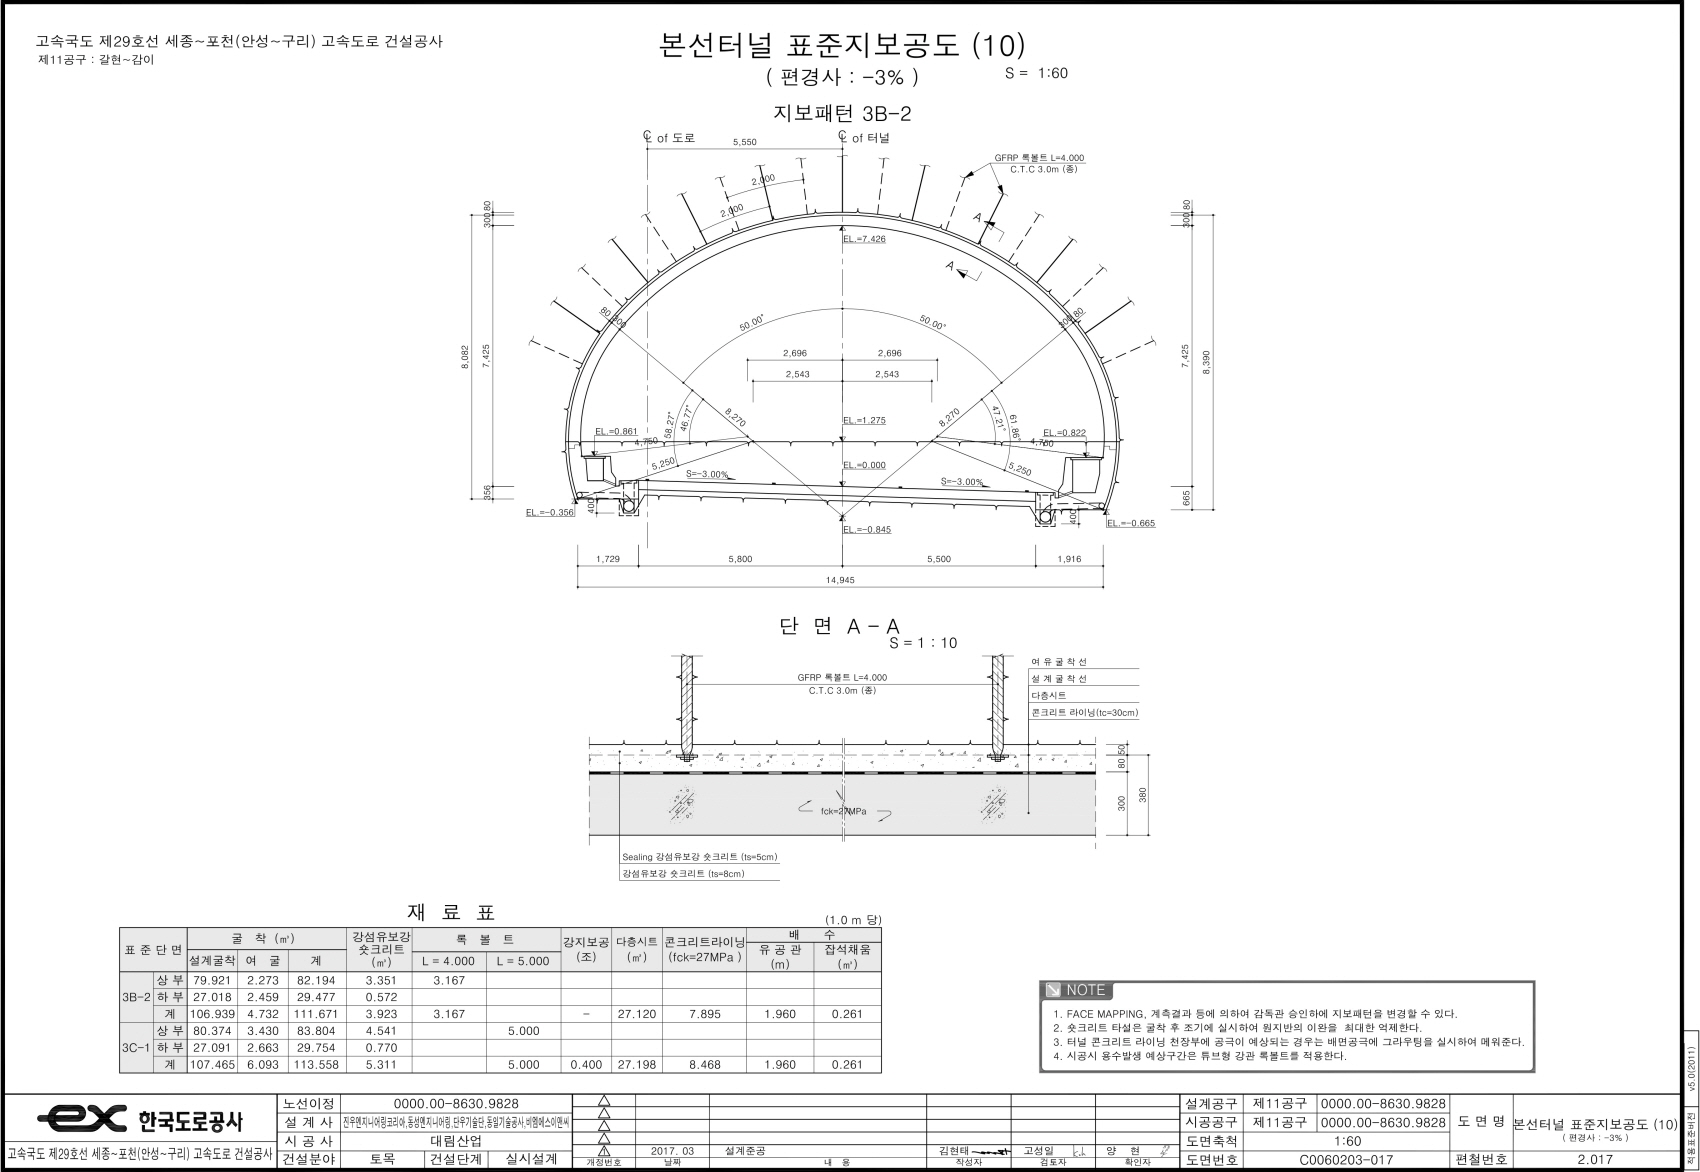 고속국도 제29호선 세종~포천(안성~구리) 고속도로 건설공사
제11공구 : 갈현~감이
본선터널 표준지보공도 (10)
( 편경사 : -3% )
S = 1:60
지보패턴 3B-2
℄ of 도로
℄ of 터널
5,550
GFRP 록볼트 L=4.000
C.T.C 3.0m (종)
2,000
2,000
A
A
80
300
80
300
EL.=7.426
80
300
300
80
50.00°
50.00°
8,082
7,425
7,425
8,390
2,696
2,696
2,543
2,543
58.27°
46.77°
8,270
8,270
47.21°
61.86°
EL.=1.275
EL.=0.861
EL.=0.822
4,750
4,750
5,250
5,250
EL.=0.000
S=-3.00%
S=-3.00%
356
665
400
400
EL.=-0.356
EL.=-0.665
EL.=-0.845
1,729
5,800
5,500
1,916
14,945
단 면 A - A
S = 1 : 10
GFRP 록볼트 L=4.000
C.T.C 3.0m (종)
여 유 굴 착 선
설 계 굴 착 선
다층시트
콘크리트 라이닝(tc=30cm)
50
80
300
380
fck=27MPa
Sealing 강섬유보강 숏크리트 (ts=5cm)
강섬유보강 숏크리트 (ts=8cm)
재 료 표
(1.0 m 당)
표 준 단 면 굴 착 (㎥) 강섬유보강 숏크리트 (㎥) 록 볼 트 강지보공 (조) 다층시트 (㎡) 콘크리트라이닝 (fck=27MPa ) 배 수
설계굴착 여 굴 계 L = 4.000 L = 5.000 유 공 관 (m) 잡석채움 (㎥)
3B-2 상 부 79.921 2.273 82.194 3.351 3.167
하 부 27.018 2.459 29.477 0.572
계 106.939 4.732 111.671 3.923 3.167 - 27.120 7.895 1.960 0.261
3C-1 상 부 80.374 3.430 83.804 4.541 5.000
하 부 27.091 2.663 29.754 0.770
계 107.465 6.093 113.558 5.311 5.000 0.400 27.198 8.468 1.960 0.261
NOTE
1. FACE MAPPING, 계측결과 등에 의하여 감독관 승인하에 지보패턴을 변경할 수 있다.
2. 숏크리트 타설은 굴착 후 조기에 실시하여 원지반의 이완을 최대한 억제한다.
3. 터널 콘크리트 라이닝 천장부에 공극이 예상되는 경우는 배면공극에 그라우팅을 실시하여 메워준다.
4. 시공시 용수발생 예상구간은 튜브형 강관 록볼트를 적용한다.
v5.0(2011)
적용표준버전
ex 한국도로공사
고속국도 제29호선 세종~포천(안성~구리) 고속도로 건설공사
노선이정 0000.00-8630.9828
설 계 사 진우엔지니어링코리아,동성엔지니어링,단우기술단,동일기술공사,비엠에스이앤씨
시 공 사 대림산업
건설분야 토목 건설단계 실시설계
1 2017. 03 설계준공 김현태 고성일 양 현
개정번호 날짜 내 용 작성자 검토자 확인자
설계공구 제11공구 0000.00-8630.9828
시공공구 제11공구 0000.00-8630.9828
도면축척 1:60
도면번호 C0060203-017
도 면 명 본선터널 표준지보공도 (10)
( 편경사 : -3% )
편철번호 2.017